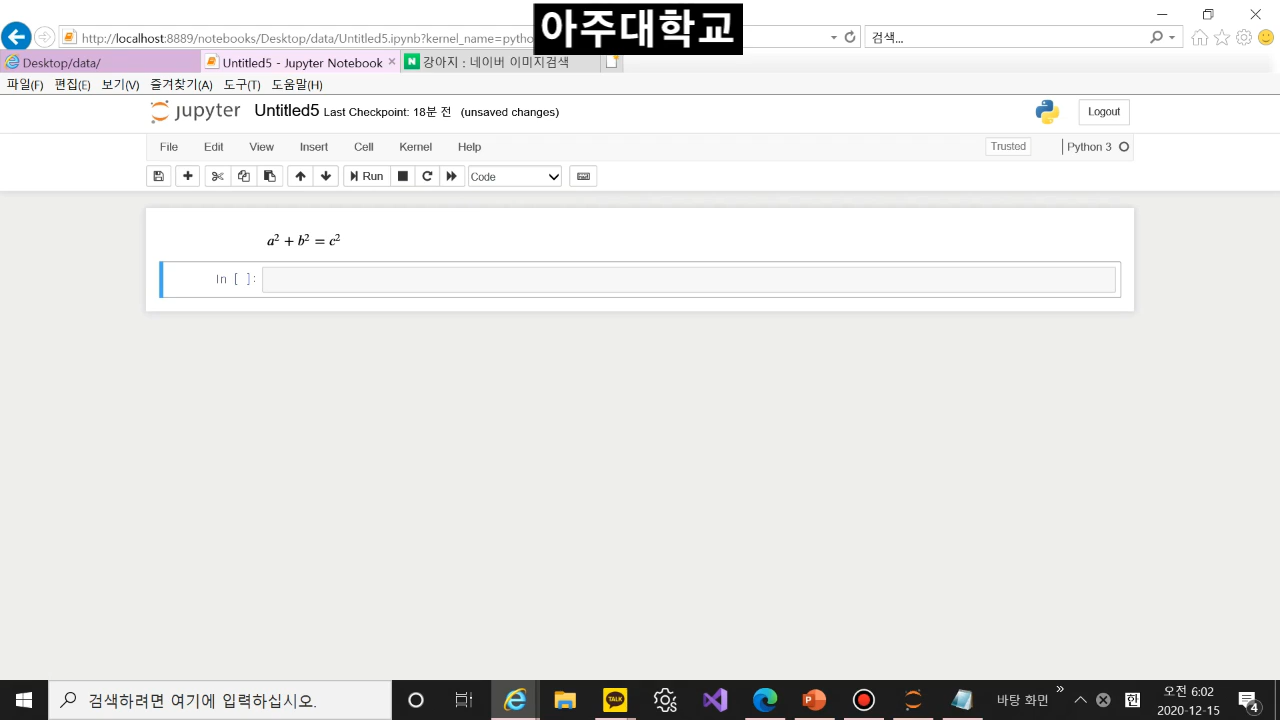 아주대학교
http://localhost:8889/notebooks/Desktop/data/Untitled5.ipynb?kernel_name=pytho
검색...
Desktop/data/
Untitled5 - Jupyter Notebook
강아지 : 네이버 이미지검색
파일(F) 편집(E) 보기(V) 즐겨찾기(A) 도구(T) 도움말(H)
jupyter Untitled5 Last Checkpoint: 18분 전 (unsaved changes)
Logout
File Edit View Insert Cell Kernel Help
Trusted
Python 3
Run
Code
a² + b² = c²
In [ ]:
검색하려면 여기에 입력하십시오.
TALK
바탕 화면
한
오전 6:02
2020-12-15
4